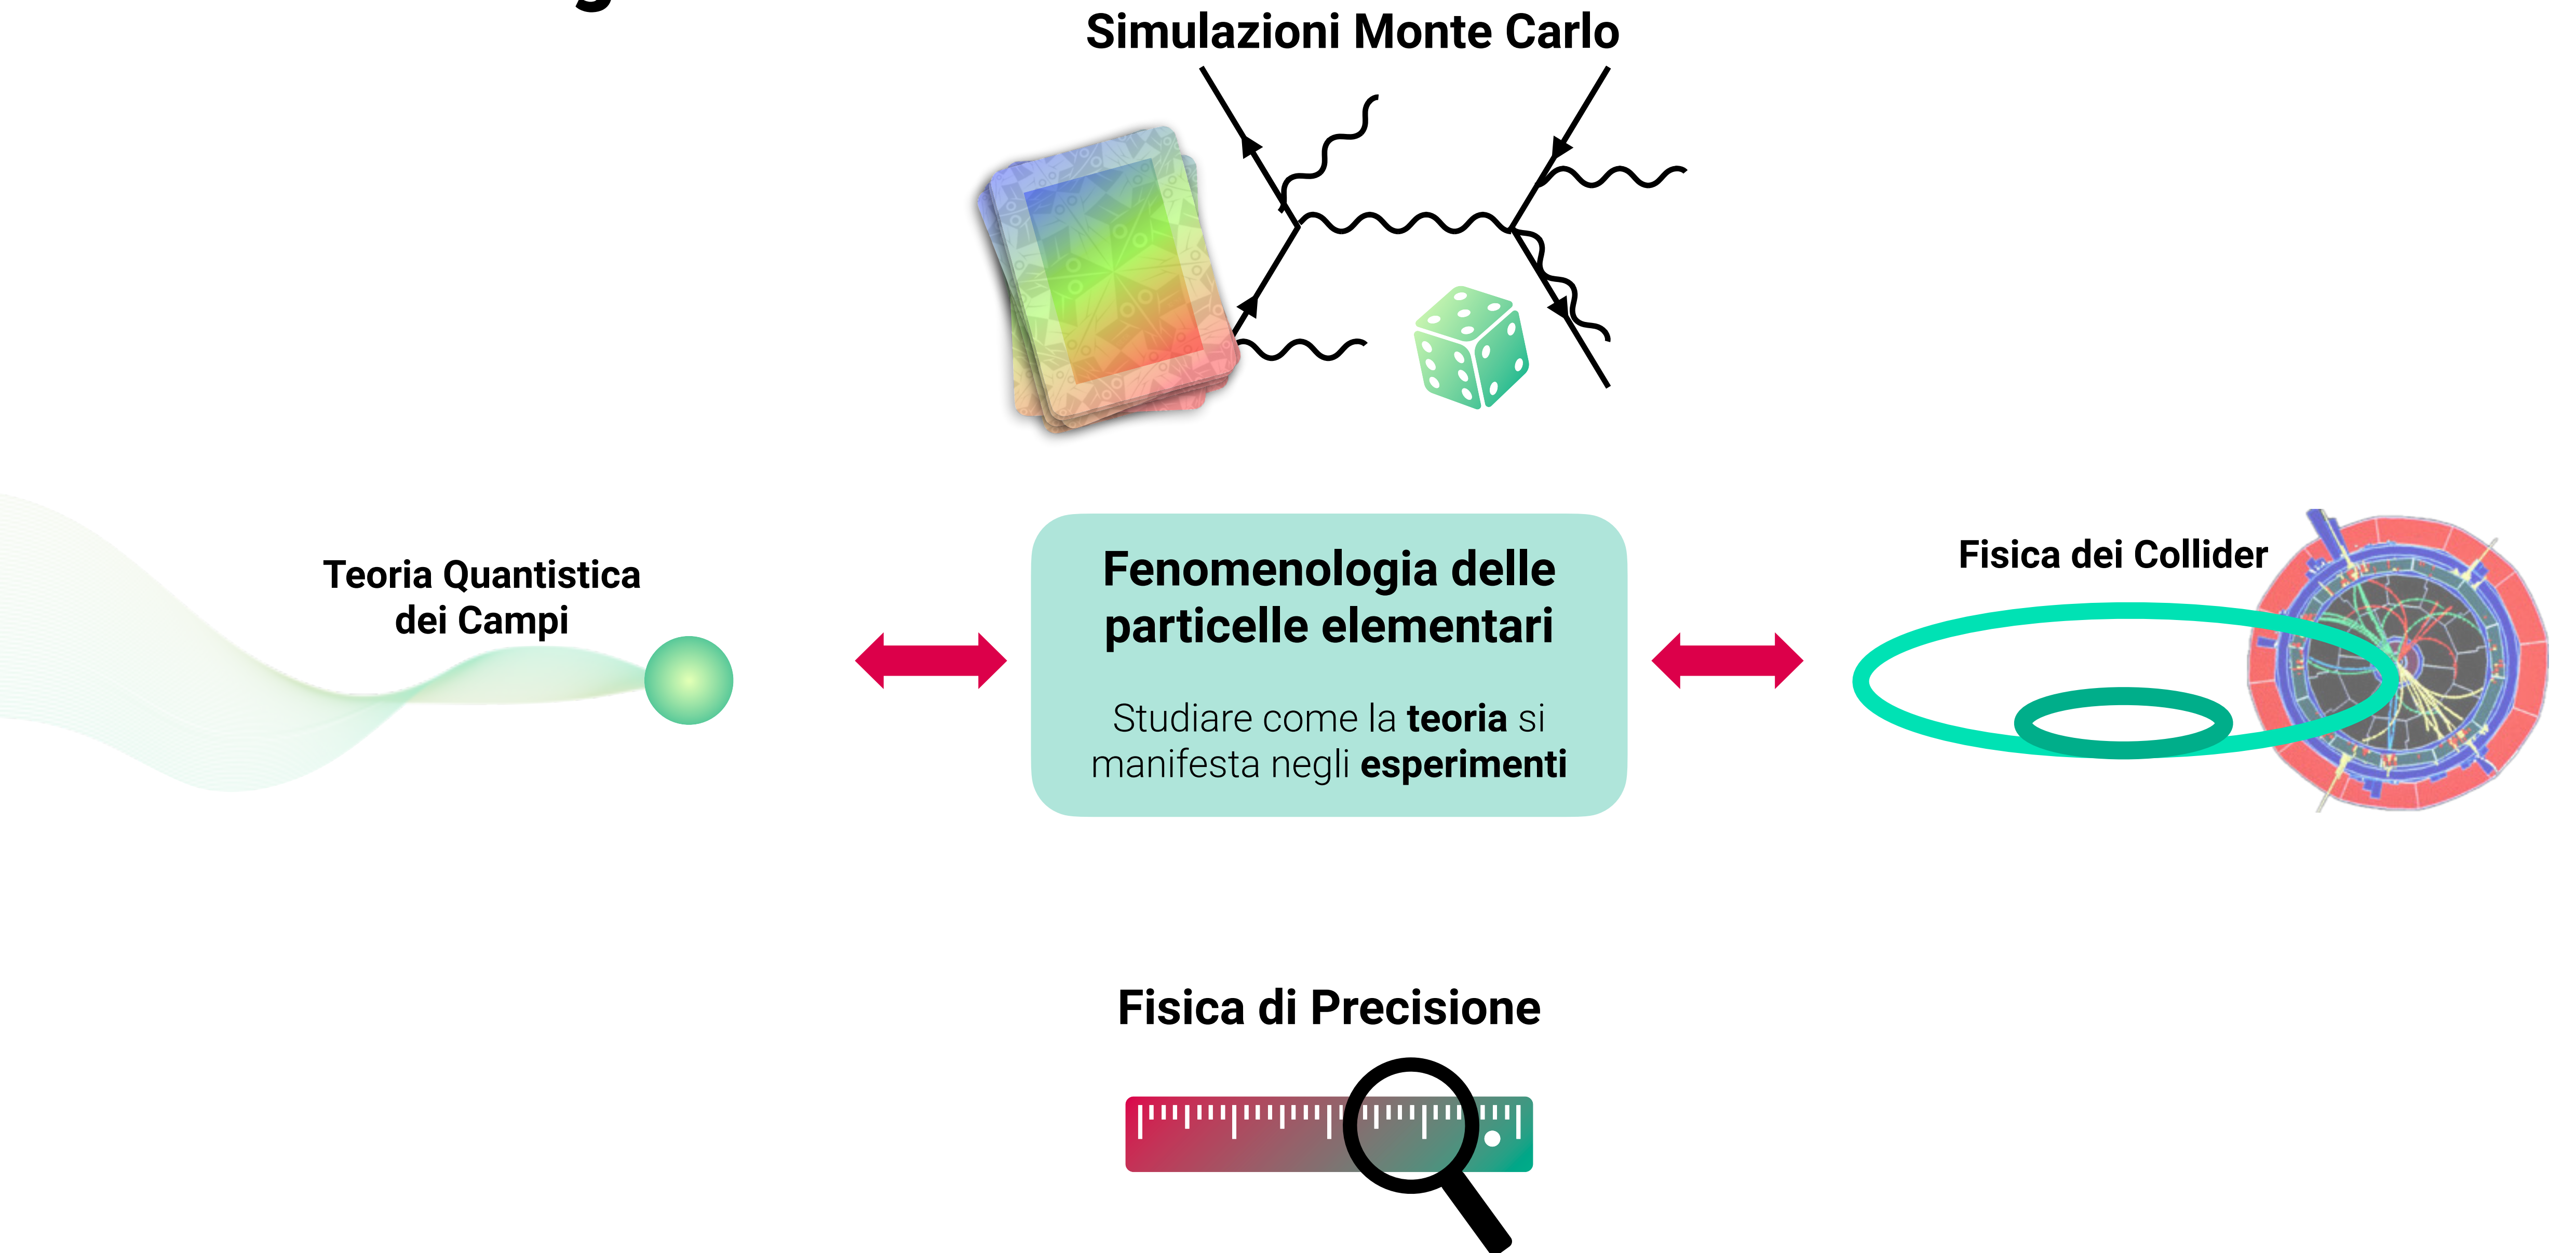 Simulazioni Monte Carlo
Teoria Quantistica
dei Campi
Fenomenologia delle
particelle elementari
Studiare come la teoria si
manifesta negli esperimenti
Fisica dei Collider
Fisica di Precisione